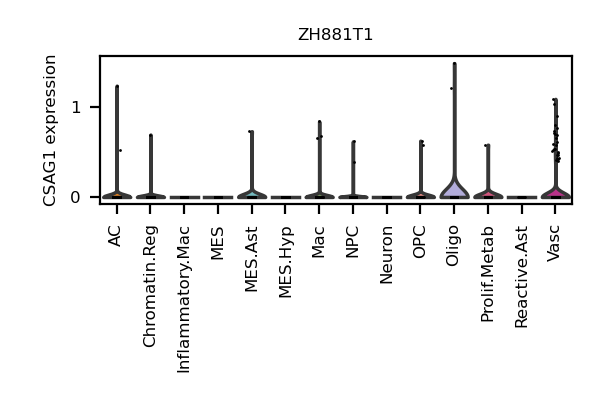 ZH881T1
CSAG1 expression
1
0
AC
Chromatin.Reg
Inflammatory.Mac
MES
MES.Ast
MES.Hyp
Mac
NPC
Neuron
OPC
Oligo
Prolif.Metab
Reactive.Ast
Vasc